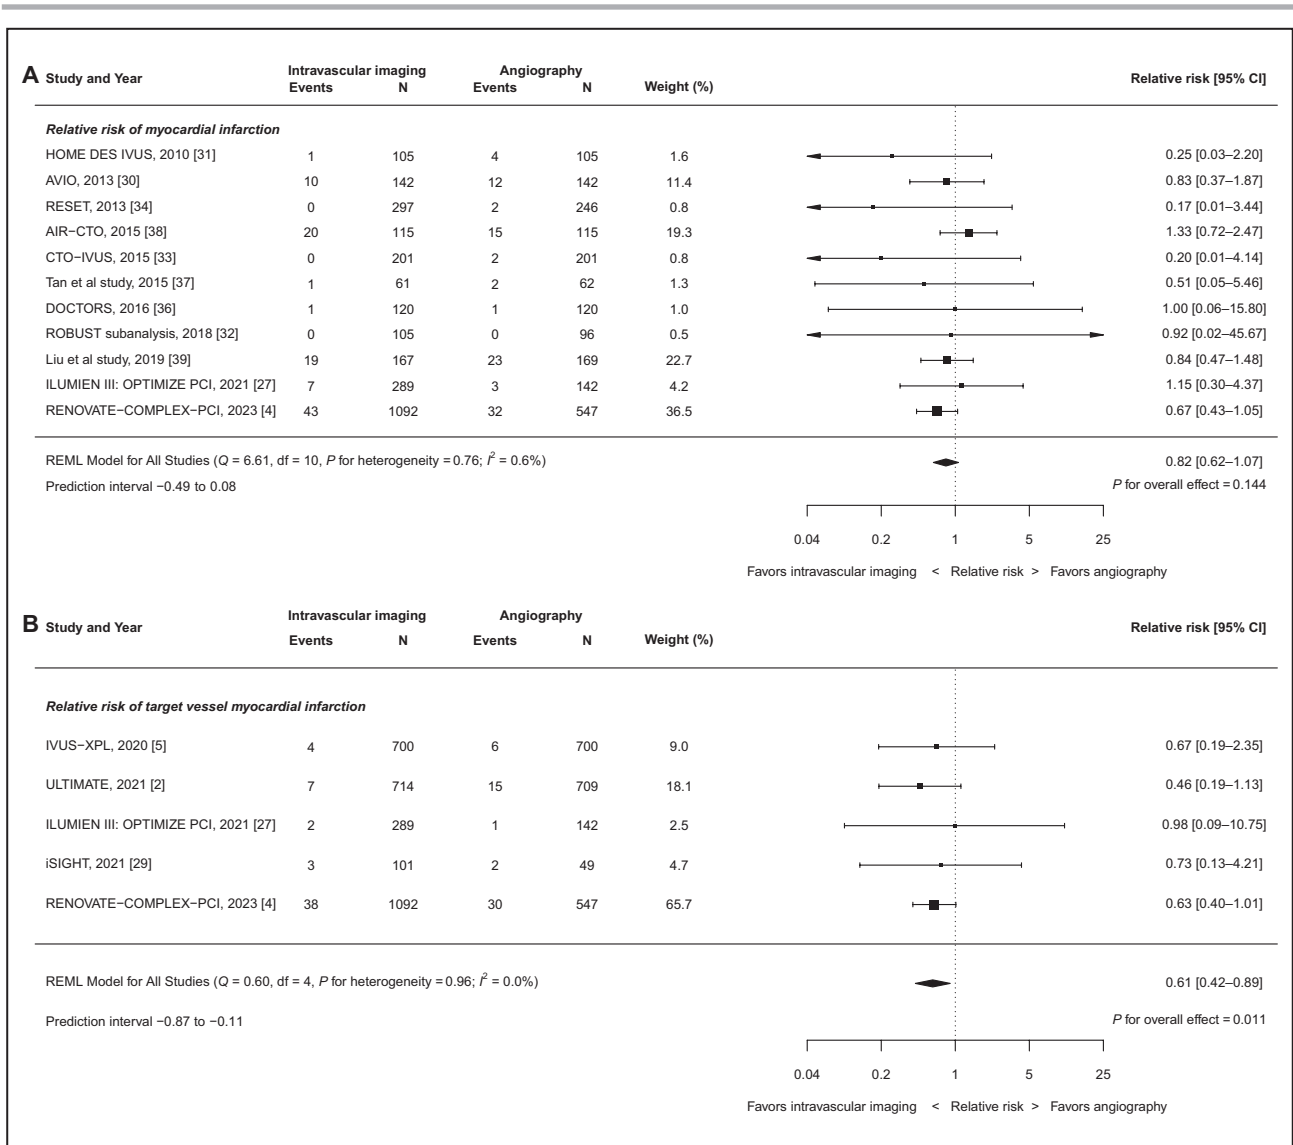 A Study and Year Intravascular imaging Angiography Weight (%) Relative risk [95% CI]
Events N Events N
Relative risk of myocardial infarction
HOME DES IVUS, 2010 [31] 1 105 4 105 1.6 0.25 [0.03–2.20]
AVIO, 2013 [30] 10 142 12 142 11.4 0.83 [0.37–1.87]
RESET, 2013 [34] 0 297 2 246 0.8 0.17 [0.01–3.44]
AIR−CTO, 2015 [38] 20 115 15 115 19.3 1.33 [0.72–2.47]
CTO−IVUS, 2015 [33] 0 201 2 201 0.8 0.20 [0.01–4.14]
Tan et al study, 2015 [37] 1 61 2 62 1.3 0.51 [0.05–5.46]
DOCTORS, 2016 [36] 1 120 1 120 1.0 1.00 [0.06–15.80]
ROBUST subanalysis, 2018 [32] 0 105 0 96 0.5 0.92 [0.02–45.67]
Liu et al study, 2019 [39] 19 167 23 169 22.7 0.84 [0.47–1.48]
ILUMIEN III: OPTIMIZE PCI, 2021 [27] 7 289 3 142 4.2 1.15 [0.30–4.37]
RENOVATE−COMPLEX−PCI, 2023 [4] 43 1092 32 547 36.5 0.67 [0.43–1.05]
REML Model for All Studies (Q = 6.61, df = 10, P for heterogeneity = 0.76; I² = 0.6%) 0.82 [0.62–1.07]
Prediction interval −0.49 to 0.08 P for overall effect = 0.144
0.04 0.2 1 5 25
Favors intravascular imaging < Relative risk > Favors angiography
B Study and Year Intravascular imaging Angiography Weight (%) Relative risk [95% CI]
Events N Events N
Relative risk of target vessel myocardial infarction
IVUS−XPL, 2020 [5] 4 700 6 700 9.0 0.67 [0.19–2.35]
ULTIMATE, 2021 [2] 7 714 15 709 18.1 0.46 [0.19–1.13]
ILUMIEN III: OPTIMIZE PCI, 2021 [27] 2 289 1 142 2.5 0.98 [0.09–10.75]
iSIGHT, 2021 [29] 3 101 2 49 4.7 0.73 [0.13–4.21]
RENOVATE−COMPLEX−PCI, 2023 [4] 38 1092 30 547 65.7 0.63 [0.40–1.01]
REML Model for All Studies (Q = 0.60, df = 4, P for heterogeneity = 0.96; I² = 0.0%) 0.61 [0.42–0.89]
Prediction interval −0.87 to −0.11 P for overall effect = 0.011
0.04 0.2 1 5 25
Favors intravascular imaging < Relative risk > Favors angiography